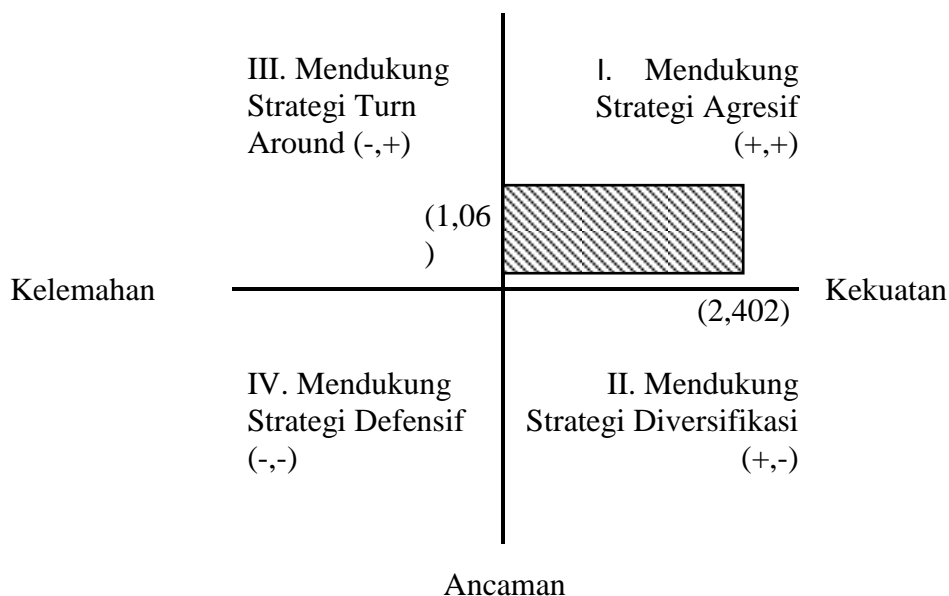 III. Mendukung
Strategi Turn
Around (-,+)
I. Mendukung
Strategi Agresif
(+,+)
(1,06
)
Kelemahan
Kekuatan
(2,402)
IV. Mendukung
Strategi Defensif
(-,-)
II. Mendukung
Strategi Diversifikasi
(+,-)
Ancaman